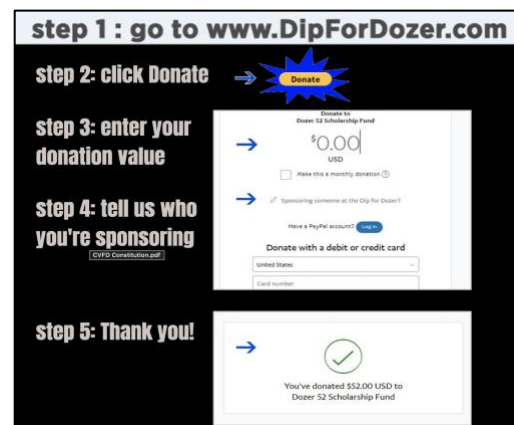 step 1 : go to www.DipForDozer.com
step 2: click Donate
Donate
step 3: enter your
donation value
Donate to
Dozer 52 Scholarship Fund
$0.00
USD
Make this a monthly donation ?
step 4: tell us who
you're sponsoring
CVFD Constitution.pdf
Sponsoring someone at the Dip for Dozer?
Have a PayPal account? Log in
Donate with a debit or credit card
United States
Card number
step 5: Thank you!
You've donated $52.00 USD to
Dozer 52 Scholarship Fund